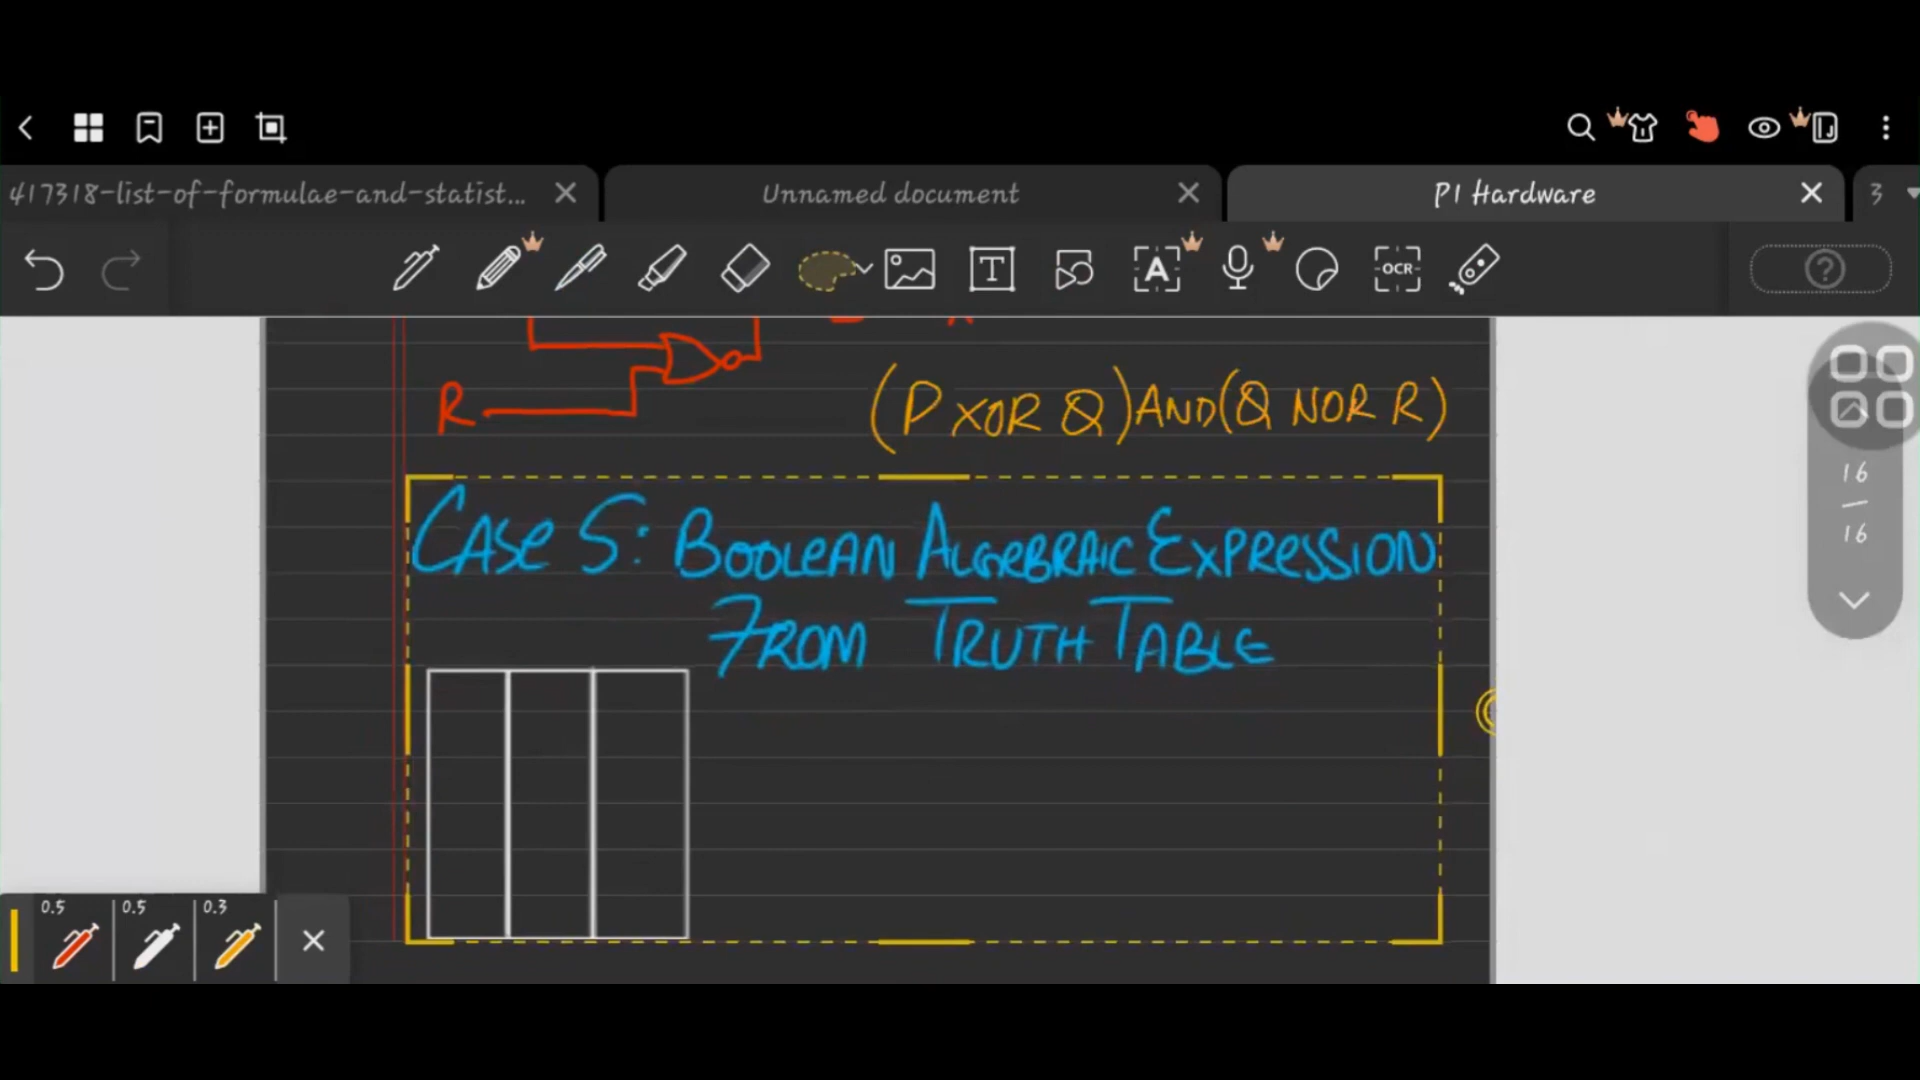 417318-list-of-formulae-and-statist...
Unnamed document
P1 Hardware
3
T
A
OCR
?
R
(P XOR Q) AND (Q NOR R)
16
16
CASE 5: BOOLEAN ALGEBRAIC EXPRESSION
FROM TRUTH TABLE
0.5
0.5
0.3